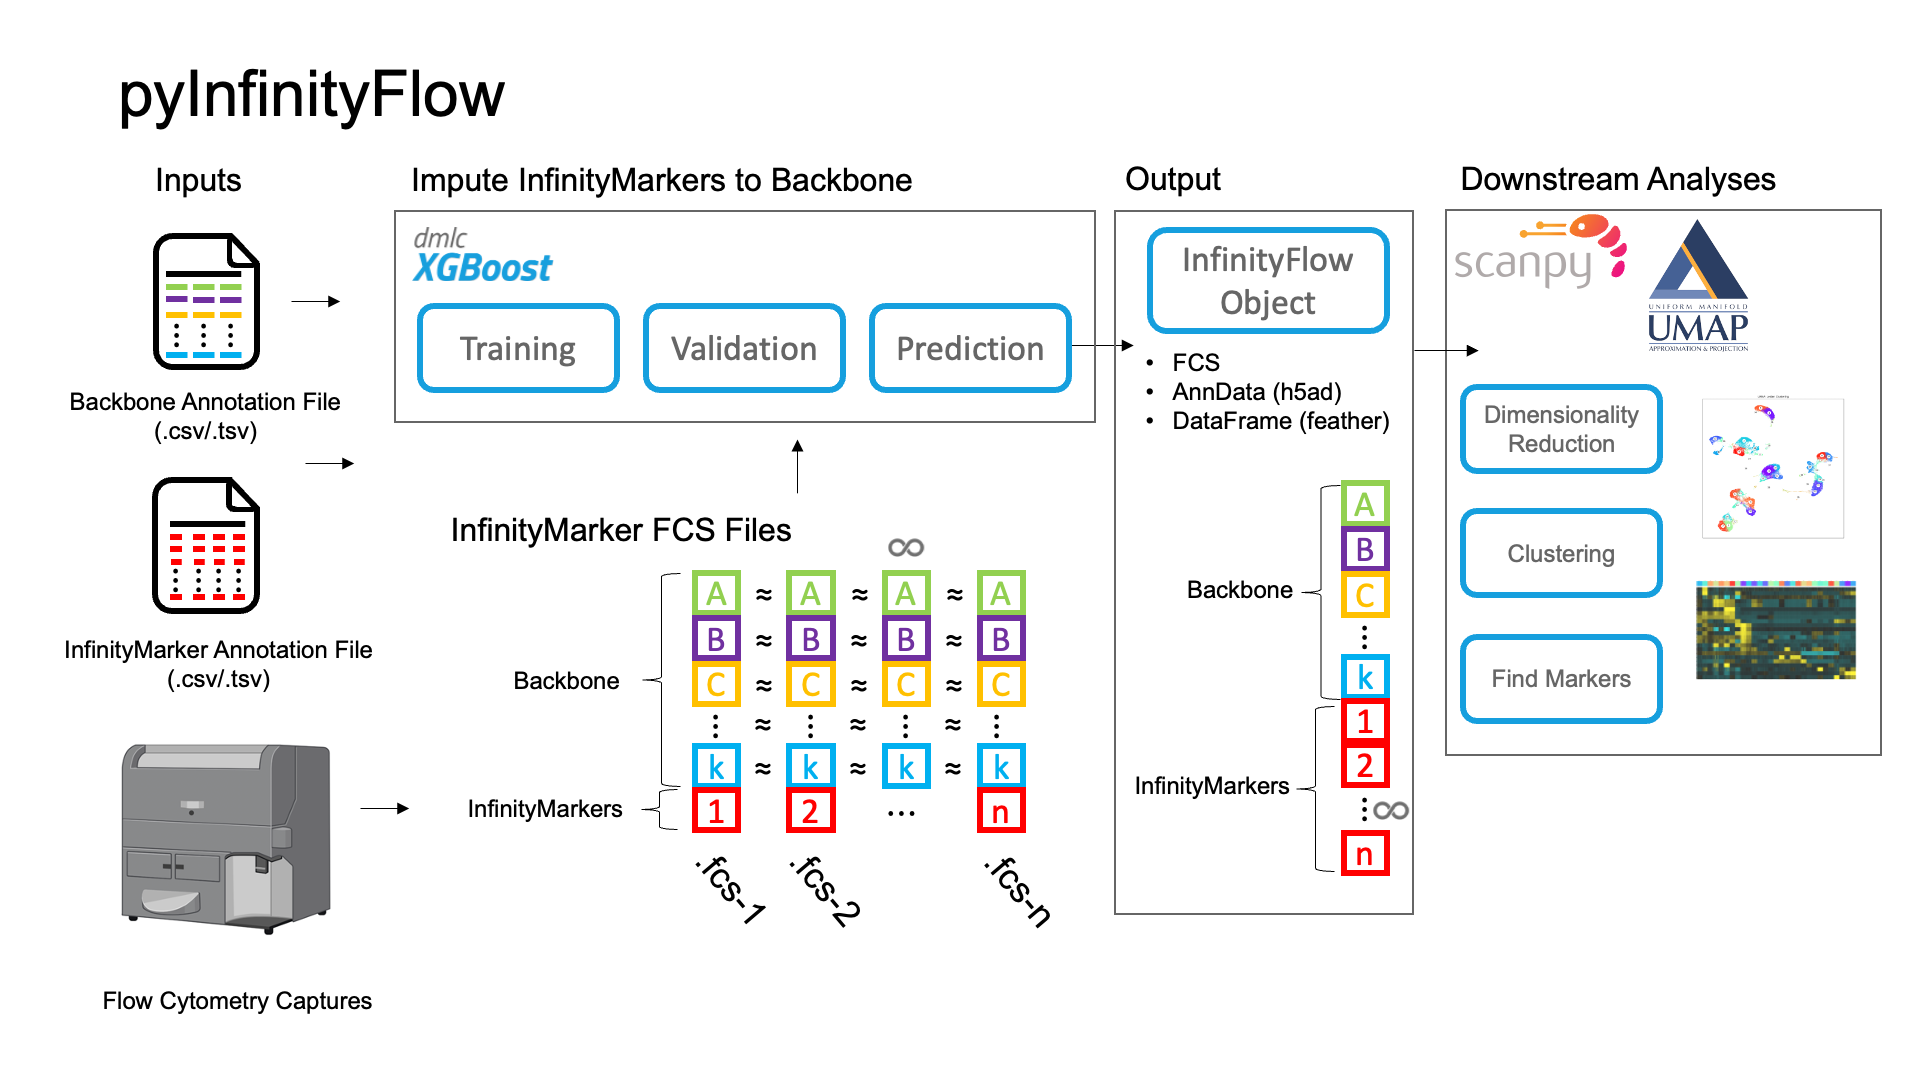 pyInfinityFlow
Inputs
Backbone Annotation File
(.csv/.tsv)
InfinityMarker Annotation File
(.csv/.tsv)
Flow Cytometry Captures
Impute InfinityMarkers to Backbone
dmlc
XGBoost
Training
Validation
Prediction
InfinityMarker FCS Files
∞
Backbone
A ≈ A ≈ A ≈ A
B ≈ B ≈ B ≈ B
C ≈ C ≈ C ≈ C
⋮ ≈ ⋮ ≈ ⋮ ≈ ⋮
k ≈ k ≈ k ≈ k
InfinityMarkers
1 2 ... n
.fcs-1
.fcs-2
.fcs-n
Output
InfinityFlow
Object
• FCS
• AnnData (h5ad)
• DataFrame (feather)
Backbone
A
B
C
⋮
k
InfinityMarkers
1
2
⋮∞
n
Downstream Analyses
scanpy
UNIFORM MANIFOLD
UMAP
APPROXIMATION & PROJECTION
Dimensionality
Reduction
Clustering
Find Markers